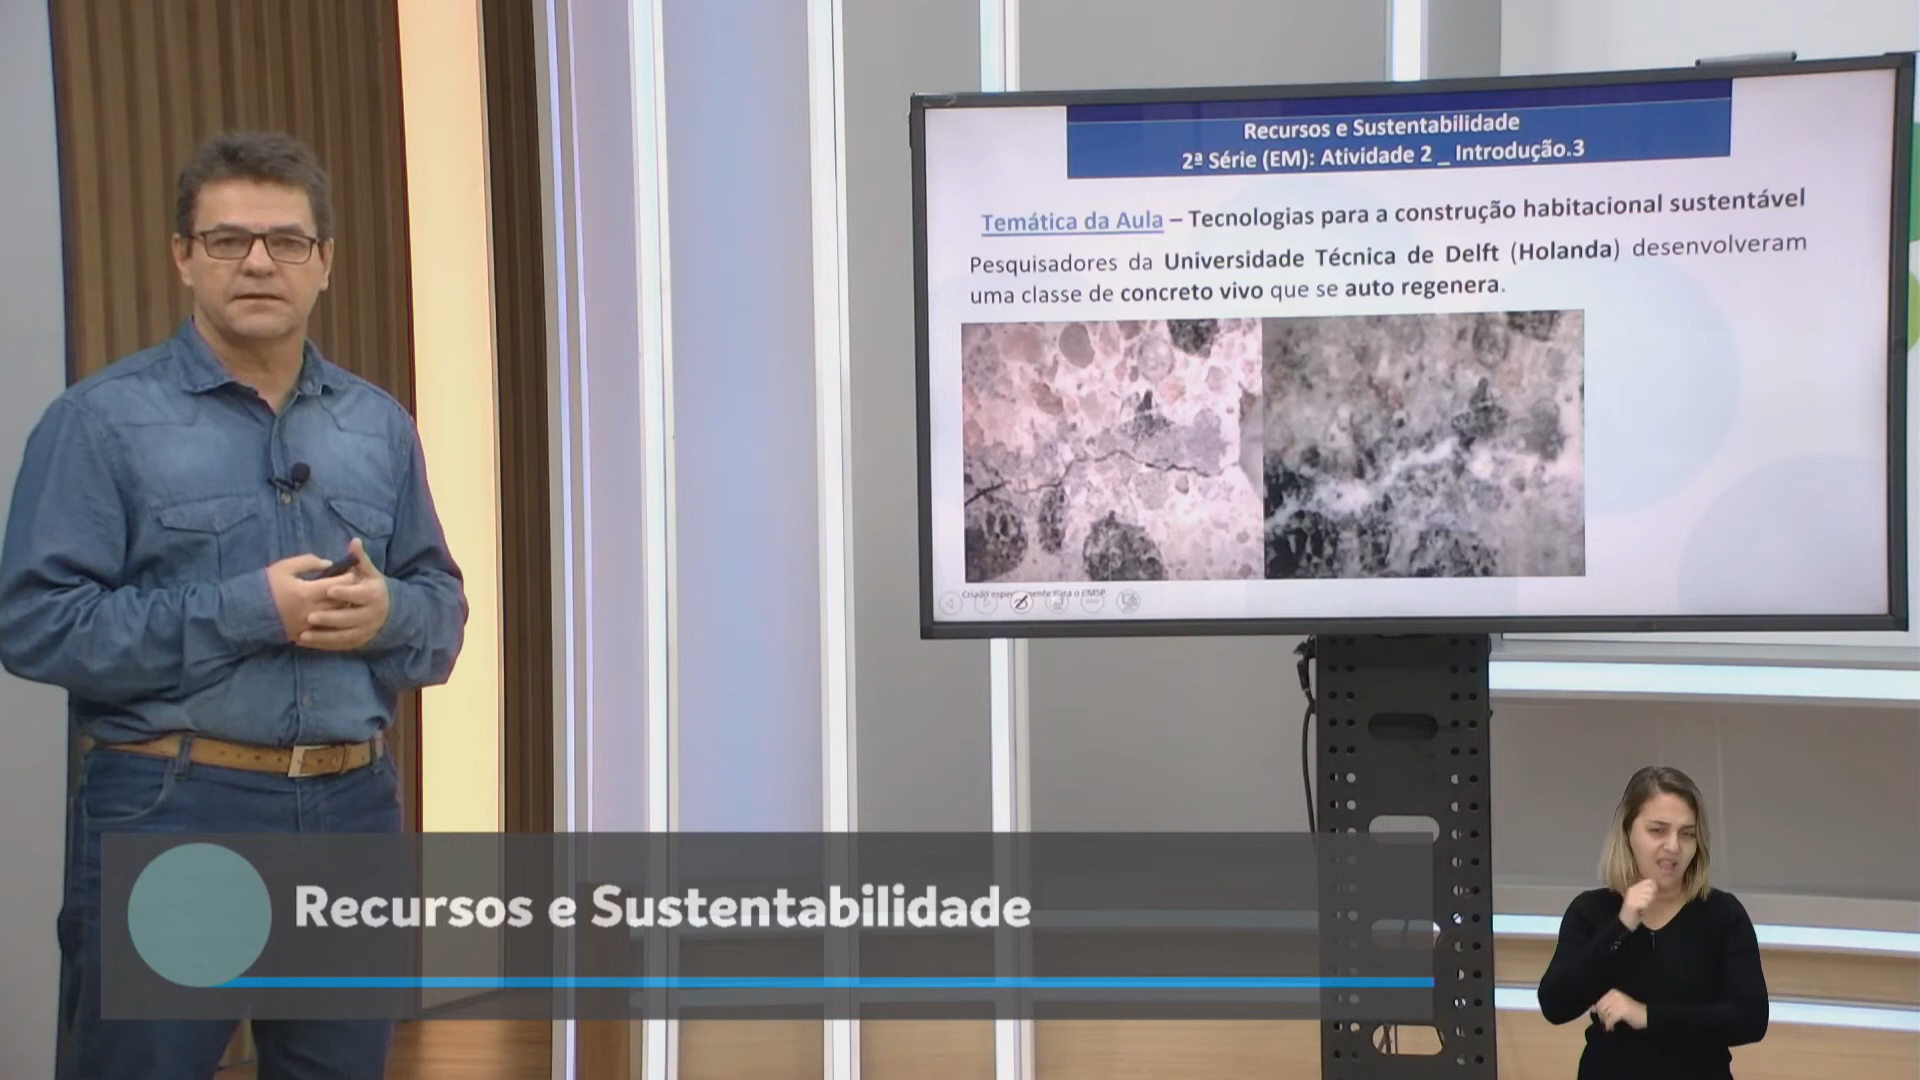 Recursos e Sustentabilidade
2ª Série (EM): Atividade 2 _ Introdução.3
Temática da Aula – Tecnologias para a construção habitacional sustentável
Pesquisadores da Universidade Técnica de Delft (Holanda) desenvolveram
uma classe de concreto vivo que se auto regenera.
Recursos e Sustentabilidade